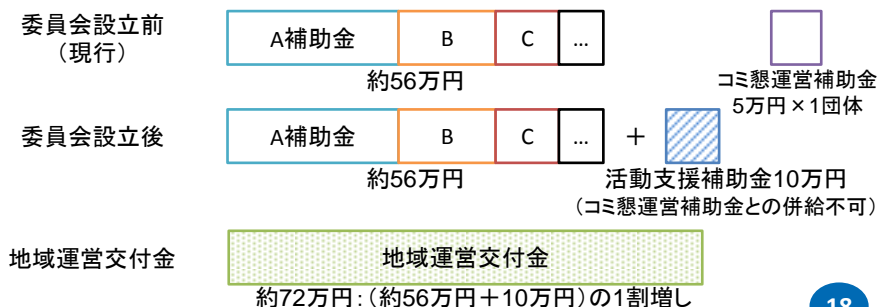 委員会設立前
（現行）
A補助金 B C …
約56万円
コミ懇運営補助金
5万円×1団体
委員会設立後
A補助金 B C … ＋
約56万円
活動支援補助金10万円
（コミ懇運営補助金との併給不可）
地域運営交付金
地域運営交付金
約72万円：（約56万円＋10万円）の1割増し
18